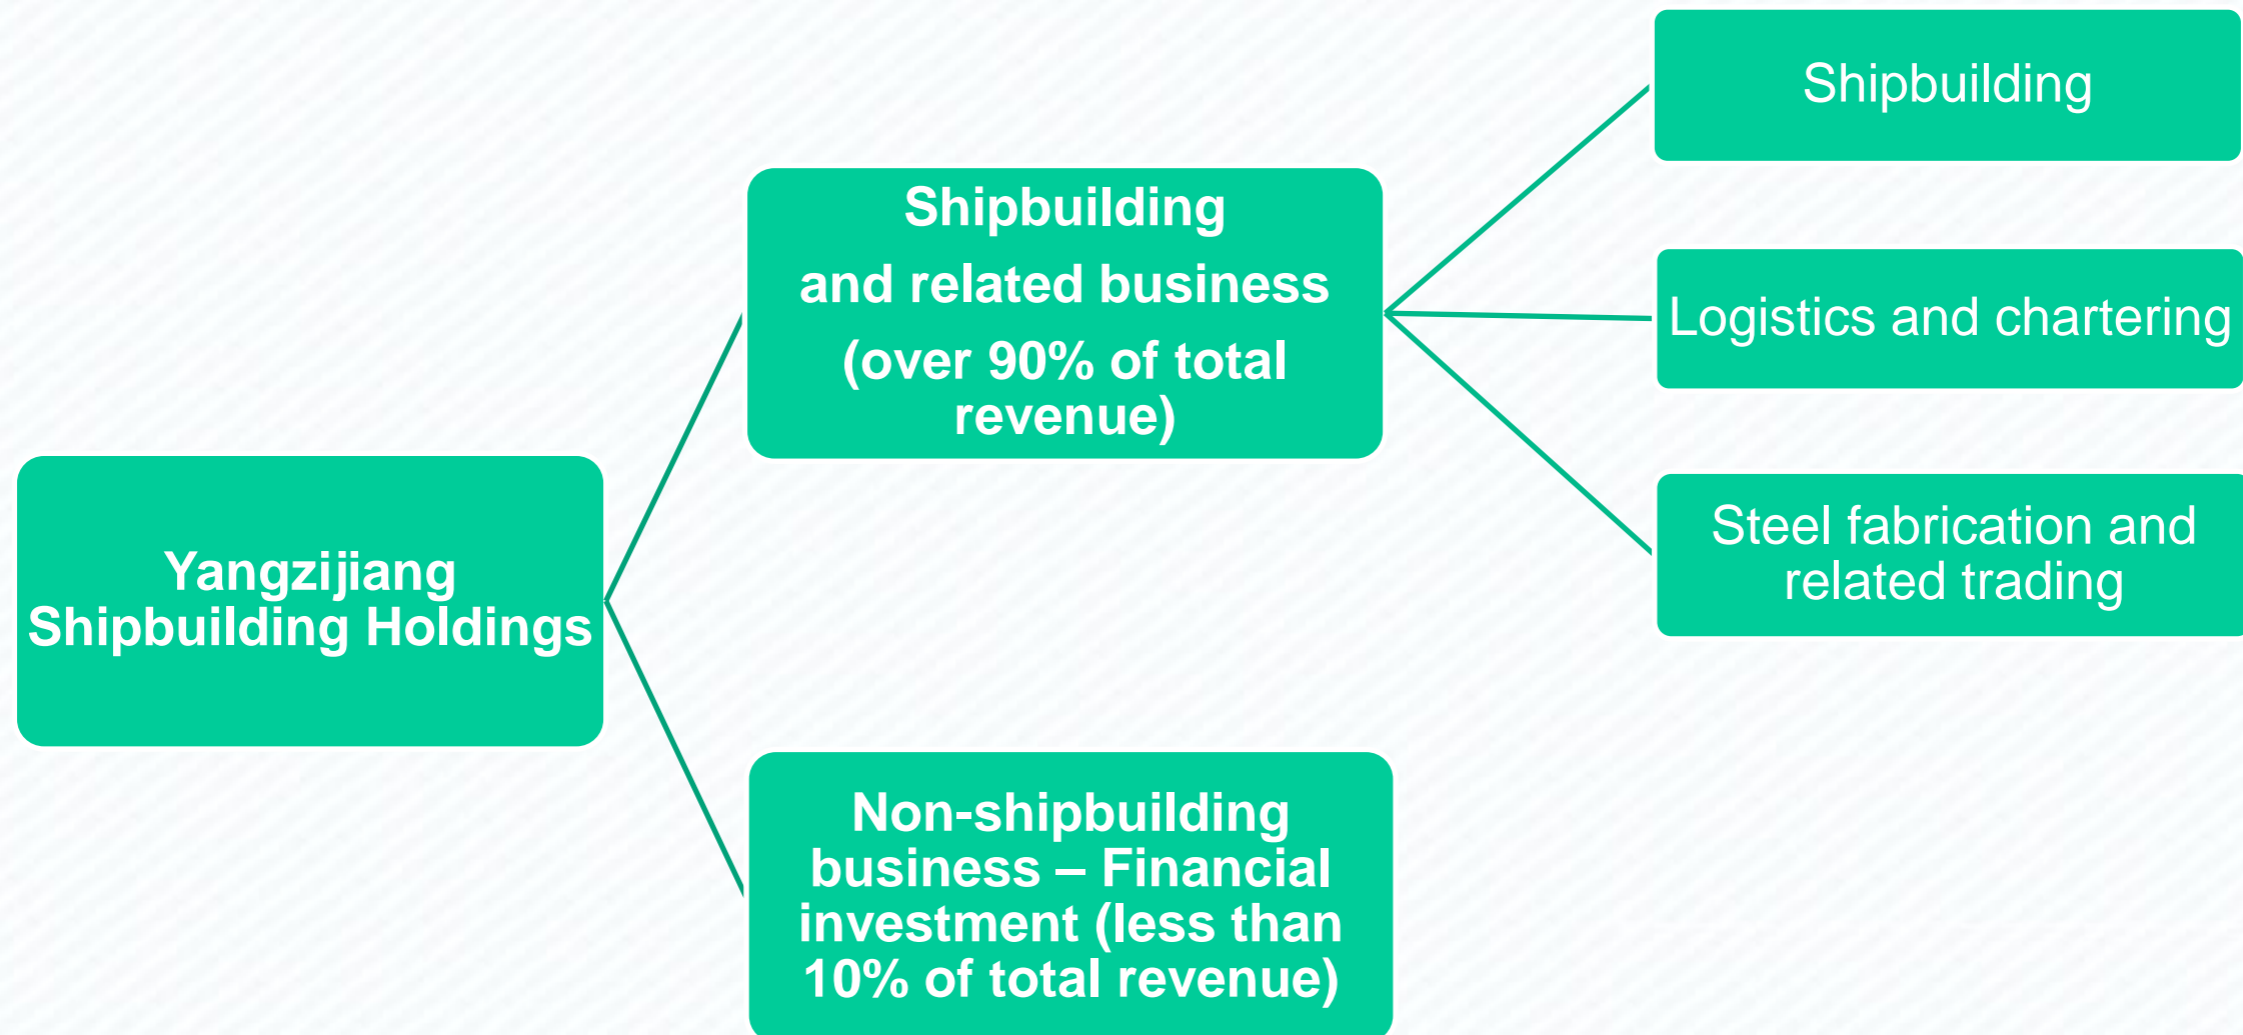 Yangzijiang
Shipbuilding Holdings
Shipbuilding
and related business
(over 90% of total
revenue)
Non-shipbuilding
business – Financial
investment (less than
10% of total revenue)
Shipbuilding
Logistics and chartering
Steel fabrication and
related trading